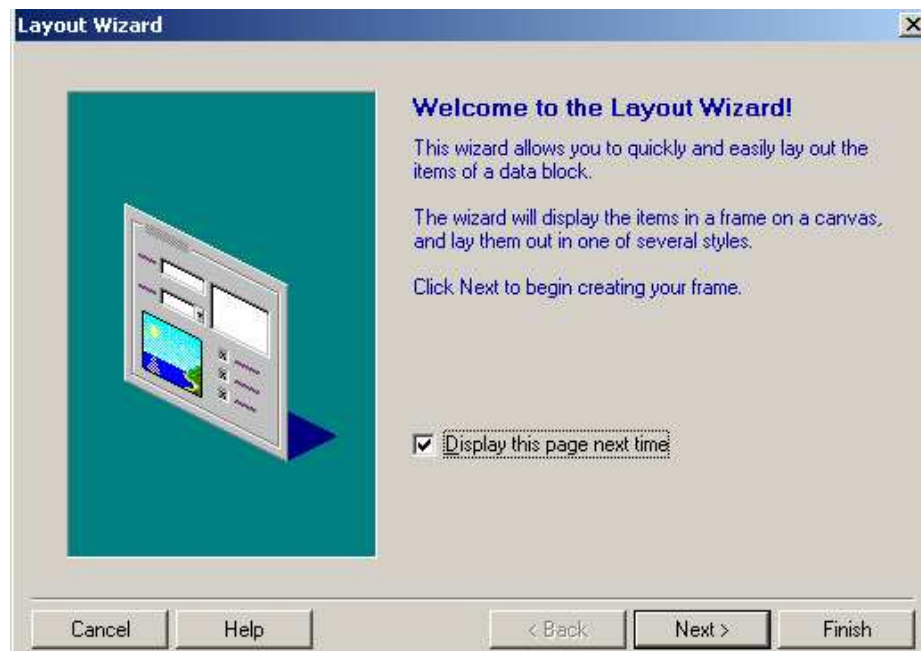 Layout Wizard
Welcome to the Layout Wizard!
This wizard allows you to quickly and easily lay out the
items of a data block.
The wizard will display the items in a frame on a canvas,
and lay them out in one of several styles.
Click Next to begin creating your frame.
Display this page next time
Cancel Help < Back Next > Finish